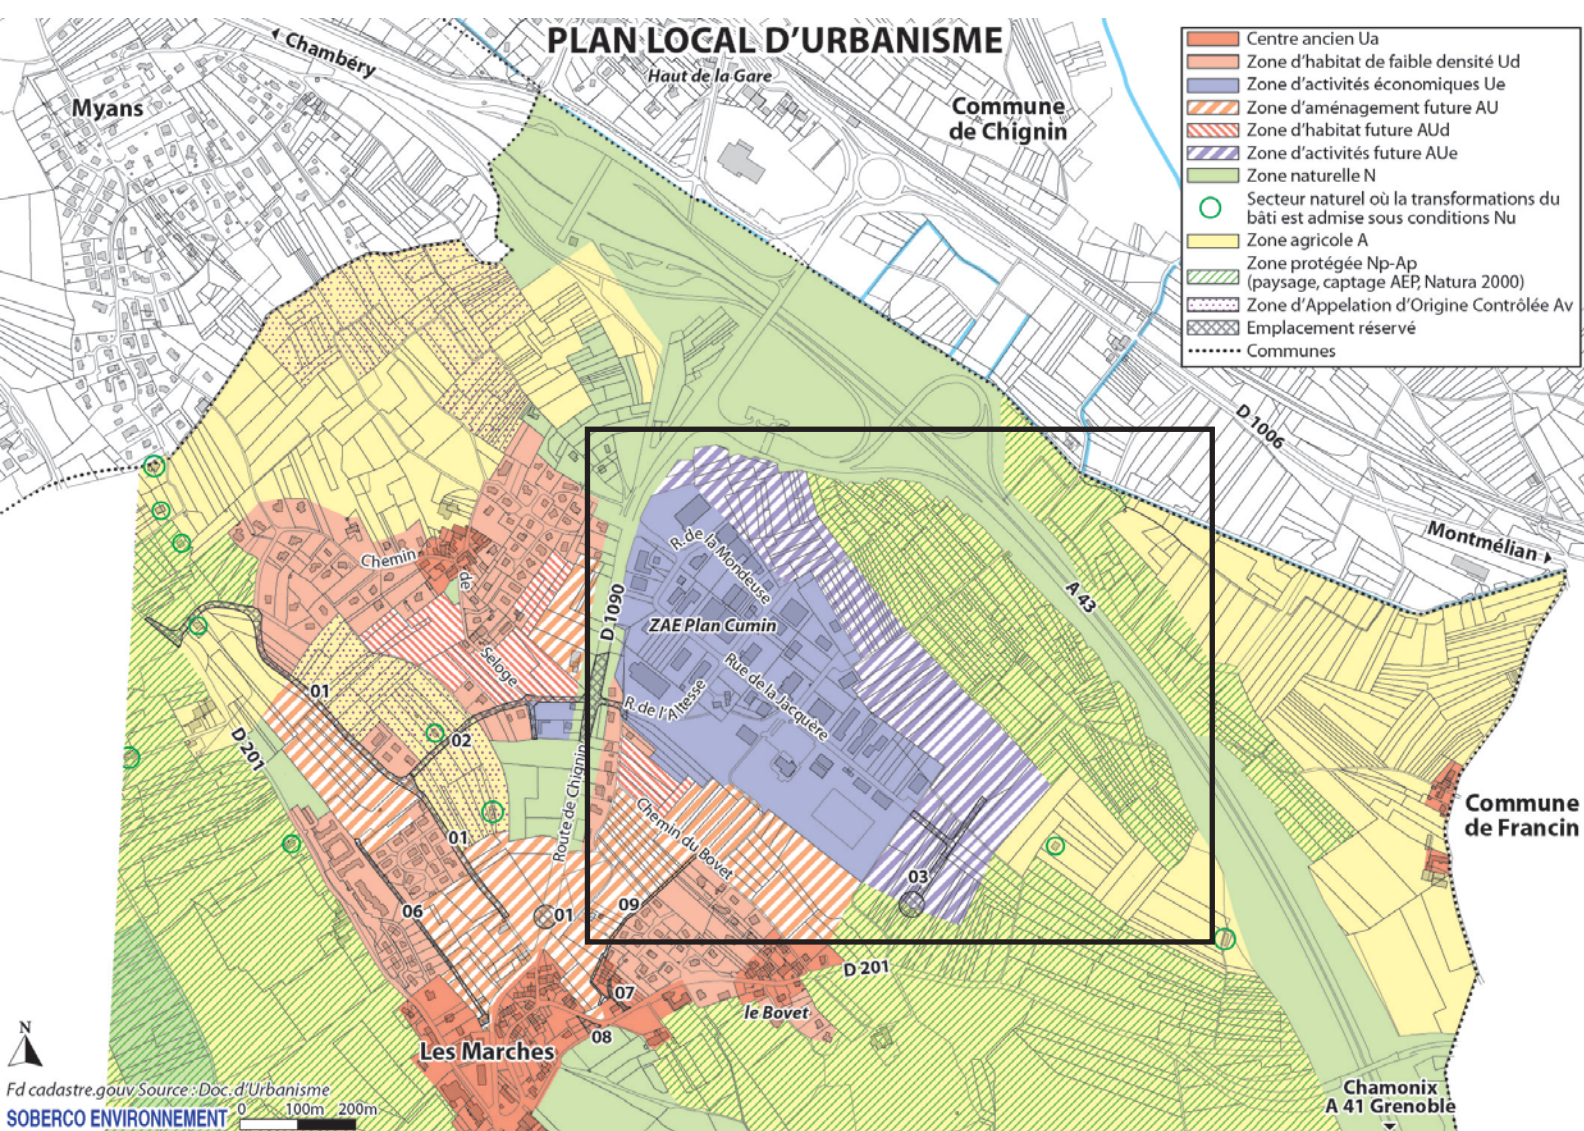 PLAN LOCAL D'URBANISME
Chambéry
Haut de la Gare
Myans
Commune
de Chignin
Centre ancien Ua
Zone d'habitat de faible densité Ud
Zone d'activités économiques Ue
Zone d'aménagement future AU
Zone d'habitat future AUd
Zone d'activités future AUe
Zone naturelle N
Secteur naturel où la transformations du
bâti est admise sous conditions Nu
Zone agricole A
Zone protégée Np-Ap
(paysage, captage AEP, Natura 2000)
Zone d'Appelation d'Origine Contrôlée Av
Emplacement réservé
Communes
D 1006
Montmélian
Chemin
de
Seloge
R. de la Mondeuse
D 1090
A 43
ZAE Plan Cumin
Rue de la Jacquère
R. de l'Altesse
01
02
D 201
Route de Chignin
Chemin du Bovet
01
03
06
01
09
Commune
de Francin
D 201
07
08
le Bovet
Les Marches
N
Fd cadastre.gouv Source : Doc. d'Urbanisme
SOBERCO ENVIRONNEMENT
0 100m 200m
Chamonix
A 41 Grenoble